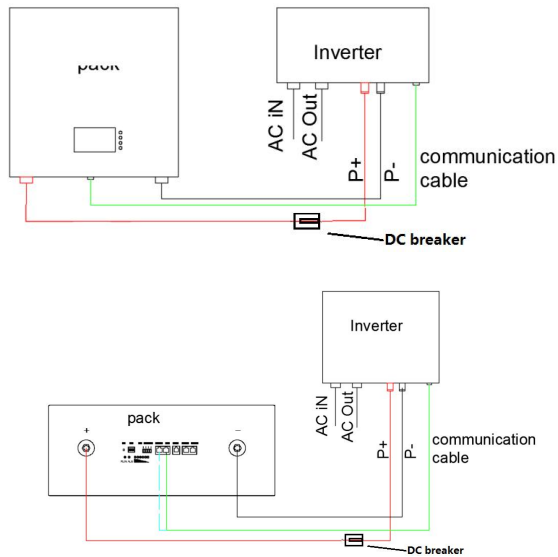 pack
Inverter
AC iN
AC Out
P+
P-
communication
cable
DC breaker
Inverter
AC iN
AC Out
P+
P-
pack
+
−
communication
cable
DC breaker